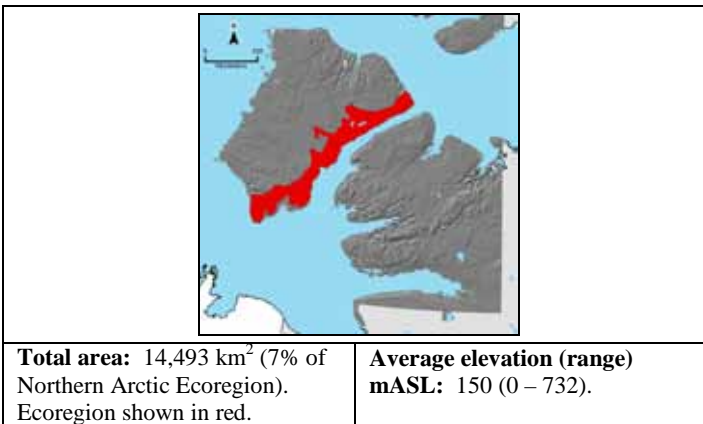 Total area: 14,493 km² (7% of
Northern Arctic Ecoregion).
Ecoregion shown in red.
Average elevation (range)
mASL: 150 (0 – 732).